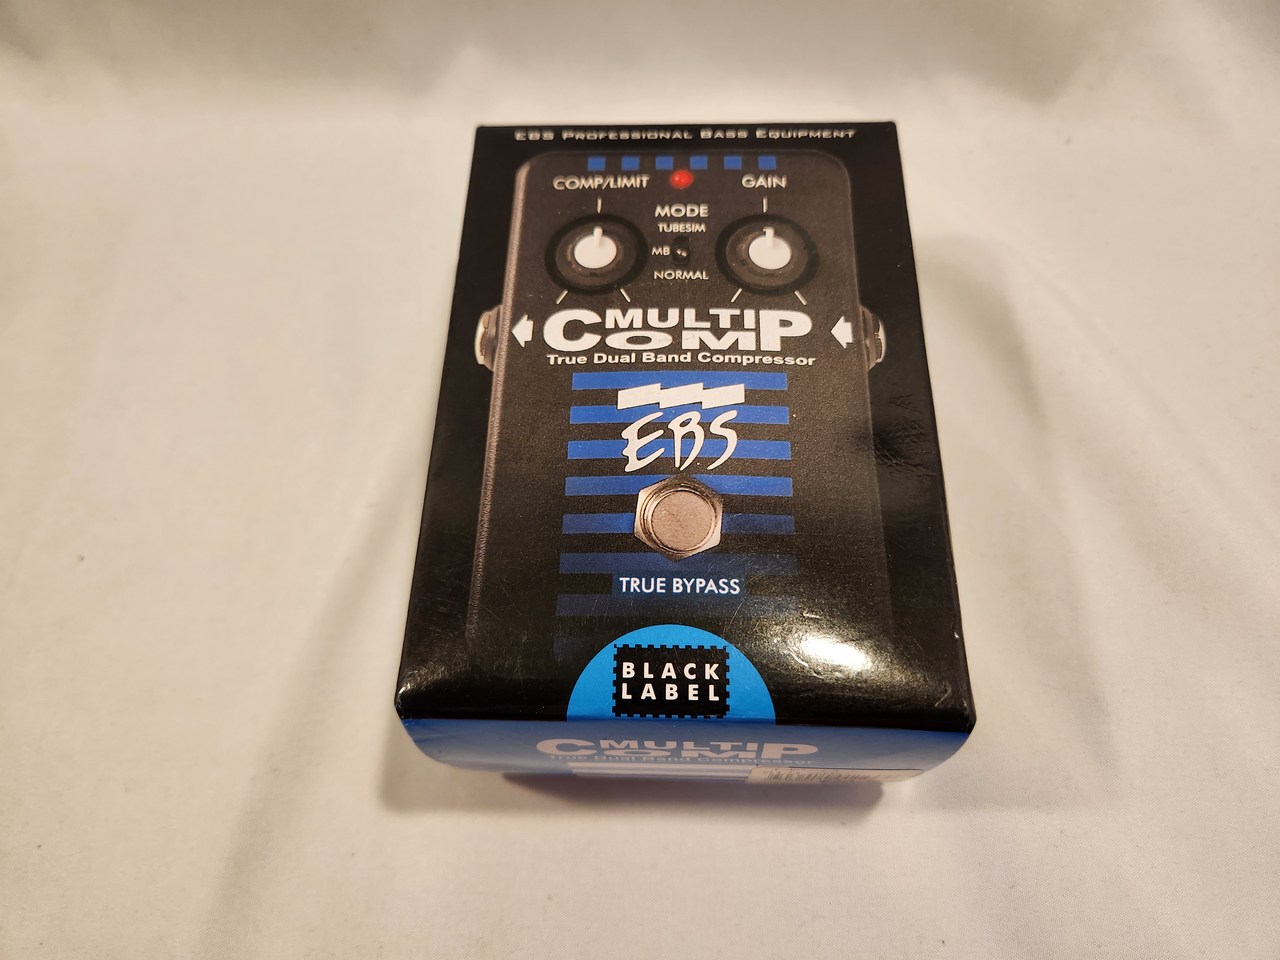 EBS Professional Bass Equipment
COMP/LIMIT
GAIN
MODE
TUBESIM
MB
NORMAL
MULTI
COMP
True Dual Band Compressor
EBS
TRUE BYPASS
BLACK
LABEL
MULTI
COMP
True Dual Band Compressor